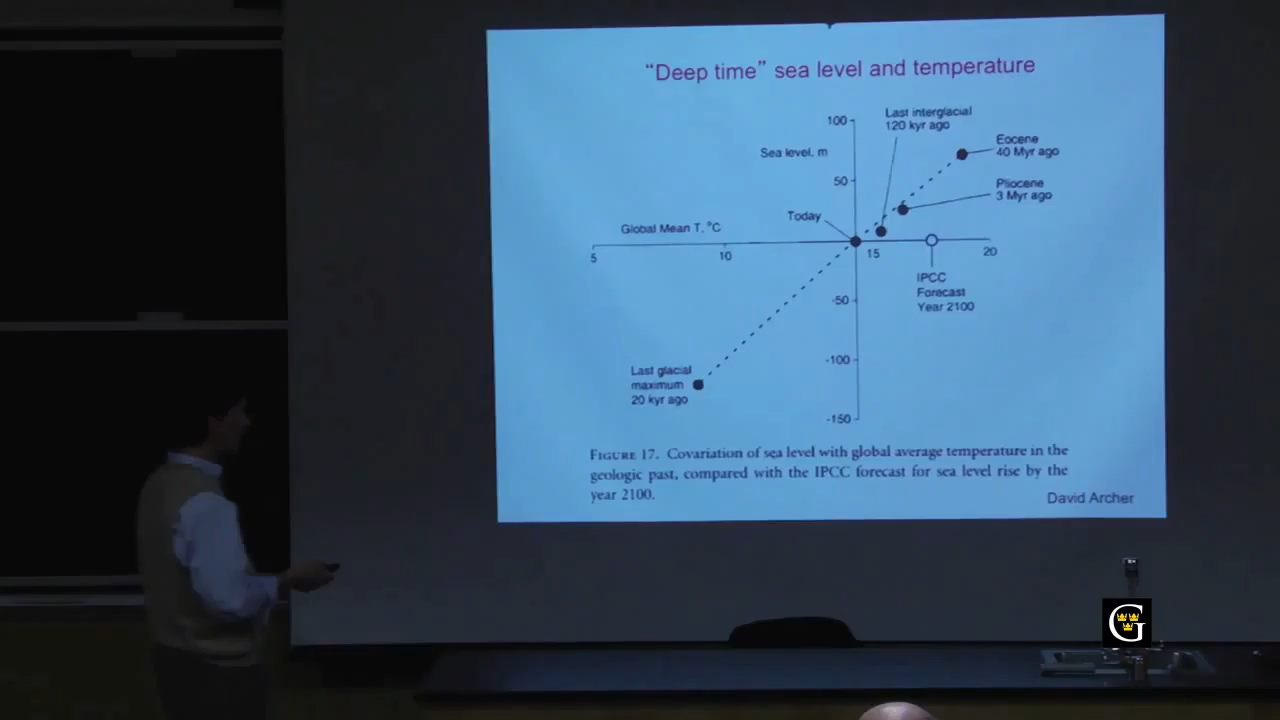 “Deep time” sea level and temperature
Last interglacial
120 kyr ago
100
Eocene
40 Myr ago
Sea level, m
50
Pliocene
3 Myr ago
Today
Global Mean T, °C
5
10
15
20
IPCC
Forecast
Year 2100
-50
-100
Last glacial
maximum
20 kyr ago
-150
FIGURE 17. Covariation of sea level with global average temperature in the
geologic past, compared with the IPCC forecast for sea level rise by the
year 2100.
David Archer
G